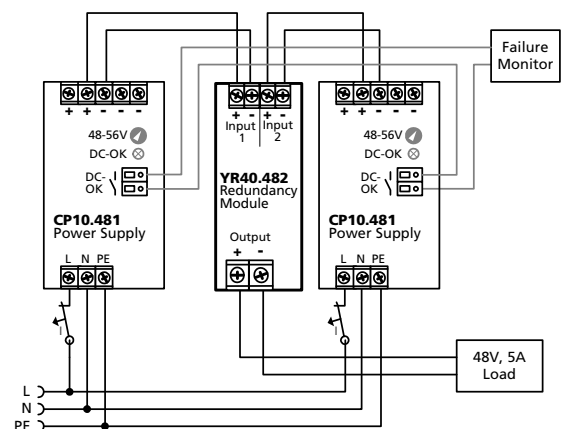 Failure
Monitor
+ + - - -
48-56V
DC-OK
DC-
OK
CP10.481
Power Supply
L N PE
+ - + -
Input Input
1 2
YR40.482
Redundancy
Module
Output
+ -
+ + - - -
48-56V
DC-OK
DC-
OK
CP10.481
Power Supply
L N PE
I
I
48V, 5A
Load
L
N
PE